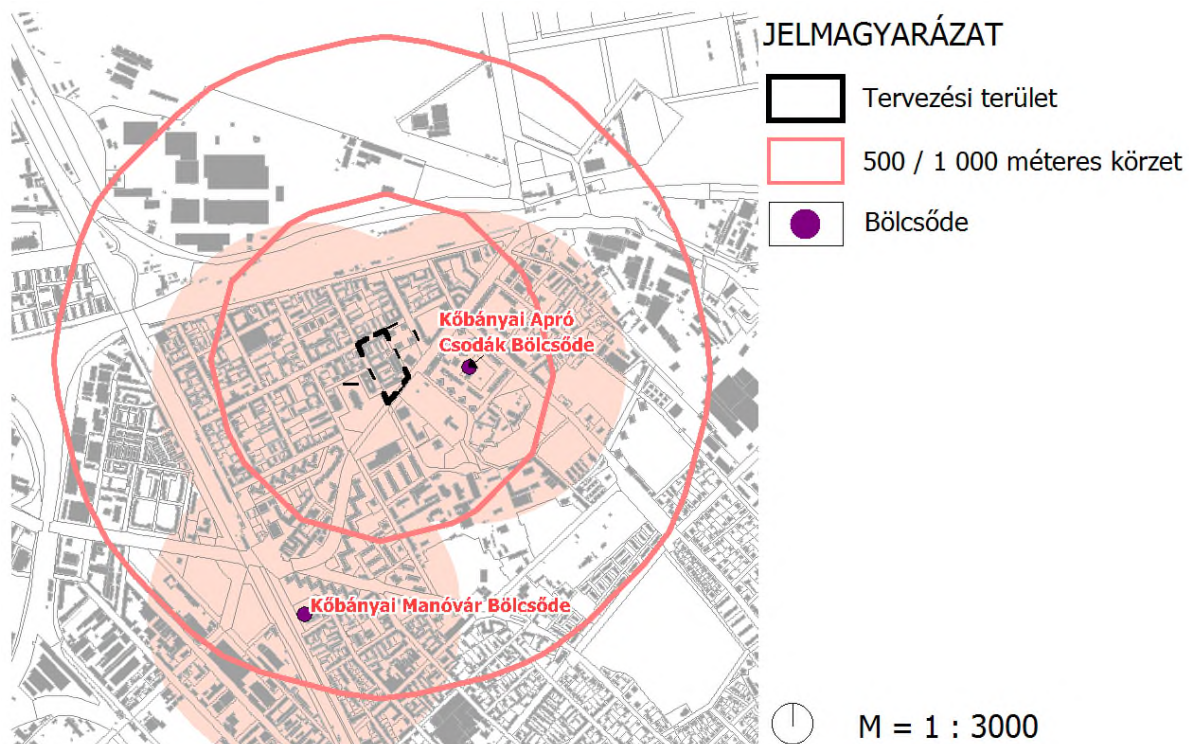 JELMAGYARÁZAT
Tervezési terület
500 / 1 000 méteres körzet
Bölcsőde
Kőbányai Apró
Csodák Bölcsőde
Kőbányai Manóvár Bölcsőde
M = 1 : 3000